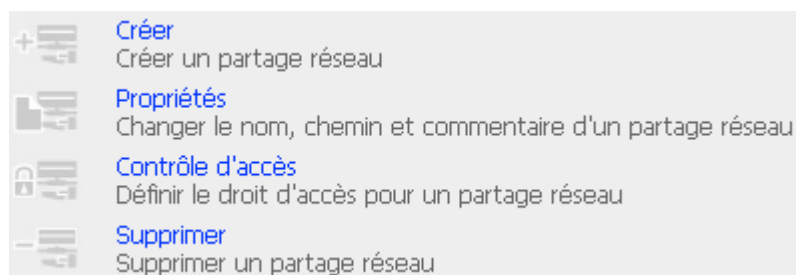 Créer
Créer un partage réseau
Propriétés
Changer le nom, chemin et commentaire d'un partage réseau
Contrôle d'accès
Définir le droit d'accès pour un partage réseau
Supprimer
Supprimer un partage réseau